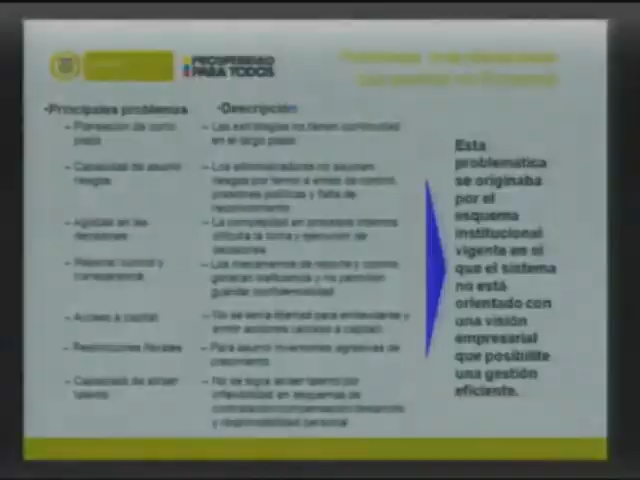 PROSPERIDAD
PARA TODOS
•Principales problemas
– Planeación de corto
plazo
– Capacidad de asumir
riesgos
– Agilidad en las
decisiones
control y
transparencia
– Acceso a capital
– Restricciones fiscales
– Capacidad de atraer
talento
•Descripción
– Las estrategias no tienen continuidad
en el largo plazo
– Los administradores no asumen
riesgos por temor a entes de control,
presiones políticas y falta de
– La complejidad en procesos internos
dificulta la toma y ejecución de
decisiones
– Los mecanismos de reporte y control
generan ineficiencia y no permiten
guardar confidencialidad
– No se tenía libertad para endeudarse y
emitir acciones (acceso a capital)
– Para asumir inversiones agresivas de
crecimiento
– No se logra atraer talento por
inflexibilidad en esquemas de
y responsabilidad personal
Esta
problemática
se originaba
por el
esquema
institucional
vigente en el
que el sistema
no está
orientado con
una visión
empresarial
que posibilite
una gestión
eficiente.